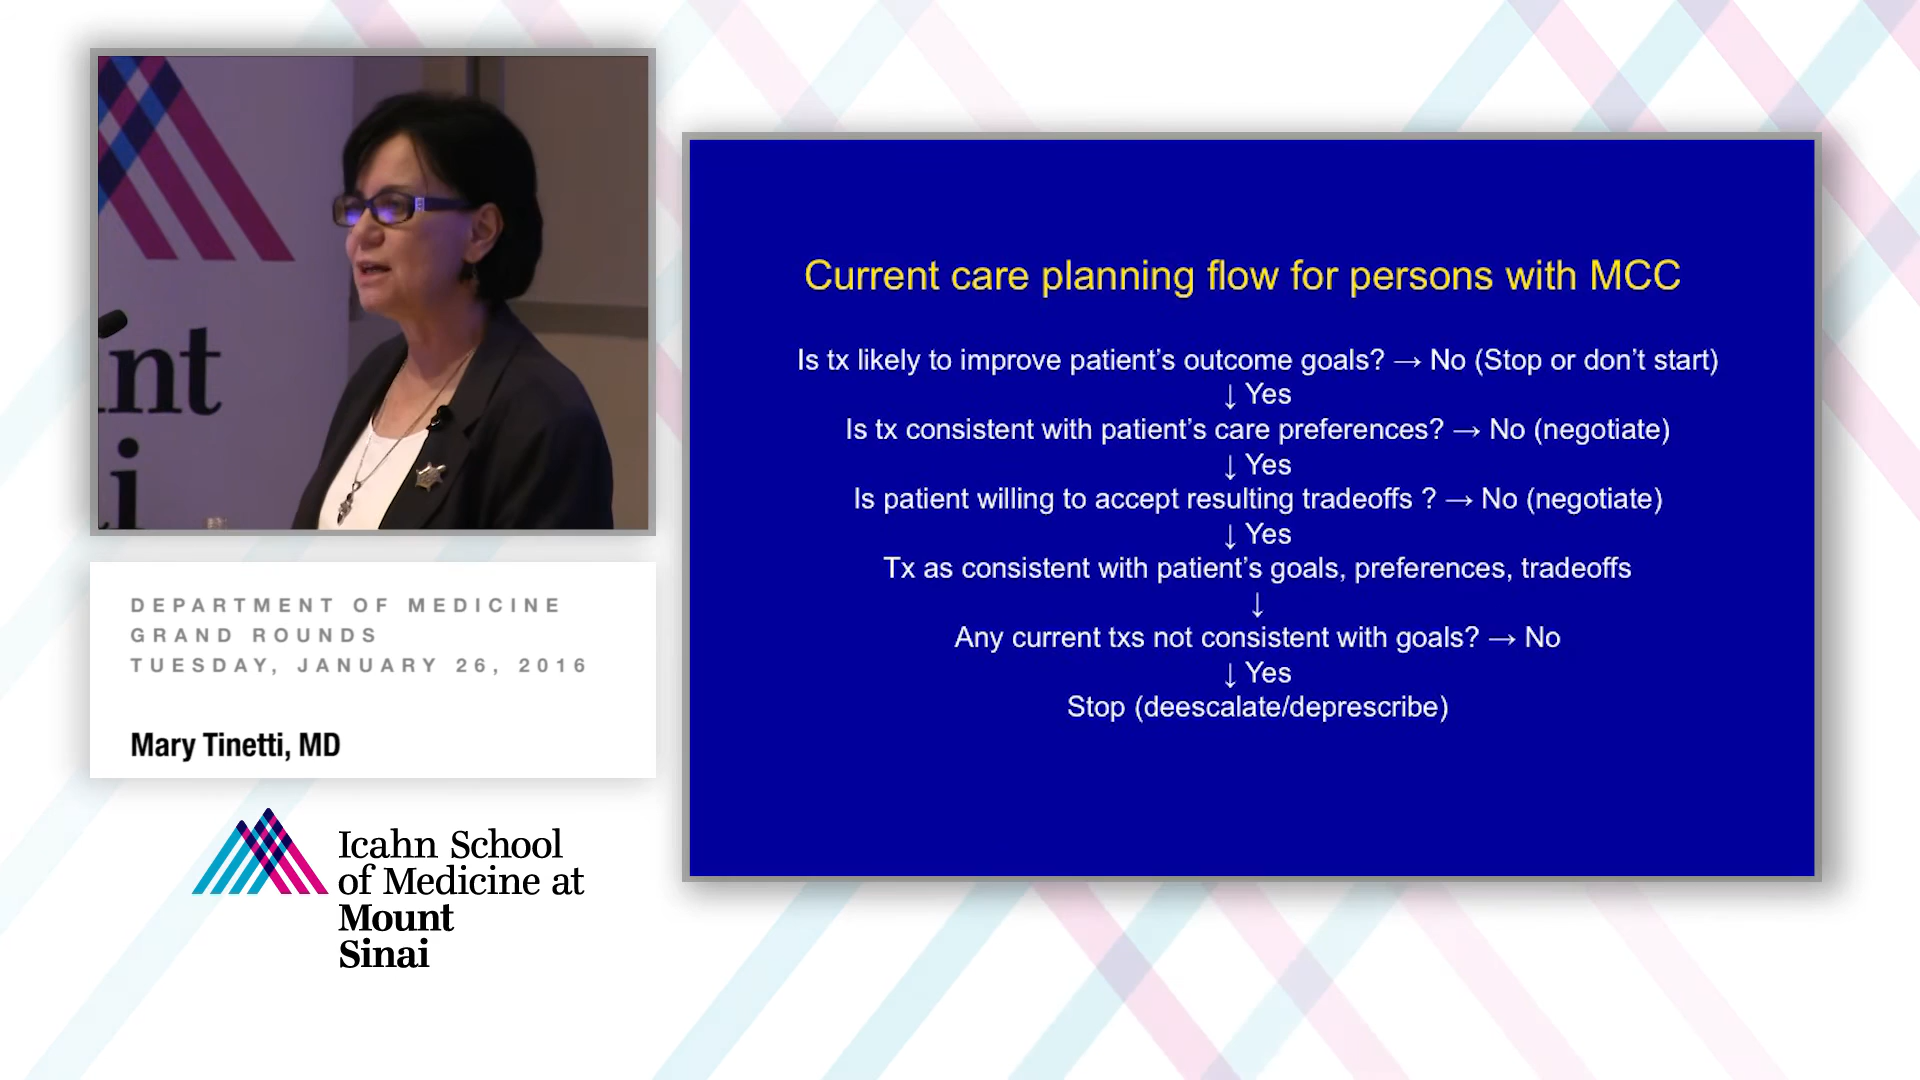 nt
i
DEPARTMENT OF MEDICINE
GRAND ROUNDS
TUESDAY, JANUARY 26, 2016
Mary Tinetti, MD
Icahn School
of Medicine at
Mount
Sinai
Current care planning flow for persons with MCC
Is tx likely to improve patient’s outcome goals? → No (Stop or don’t start)
↓ Yes
Is tx consistent with patient’s care preferences? → No (negotiate)
↓ Yes
Is patient willing to accept resulting tradeoffs ? → No (negotiate)
↓ Yes
Tx as consistent with patient’s goals, preferences, tradeoffs
↓
Any current txs not consistent with goals? → No
↓ Yes
Stop (deescalate/deprescribe)